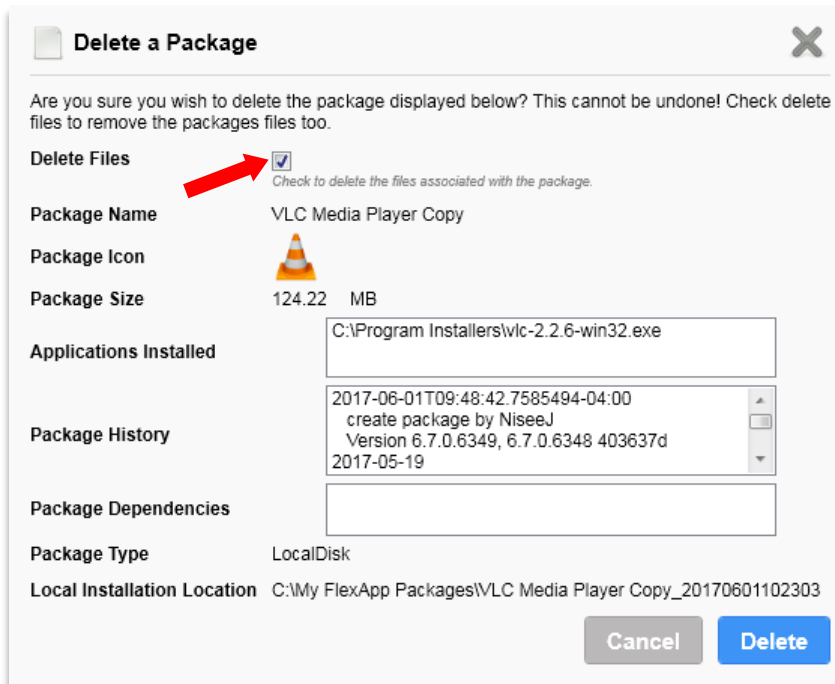 Delete a Package
Are you sure you wish to delete the package displayed below? This cannot be undone! Check delete
files to remove the packages files too.
Delete Files
Check to delete the files associated with the package.
Package Name VLC Media Player Copy
Package Icon
Package Size 124.22 MB
Applications Installed C:\Program Installers\vlc-2.2.6-win32.exe
Package History 2017-06-01T09:48:42.7585494-04:00
create package by NiseeJ
Version 6.7.0.6349, 6.7.0.6348 403637d
2017-05-19
Package Dependencies
Package Type LocalDisk
Local Installation Location C:\My FlexApp Packages\VLC Media Player Copy_20170601102303
Cancel Delete